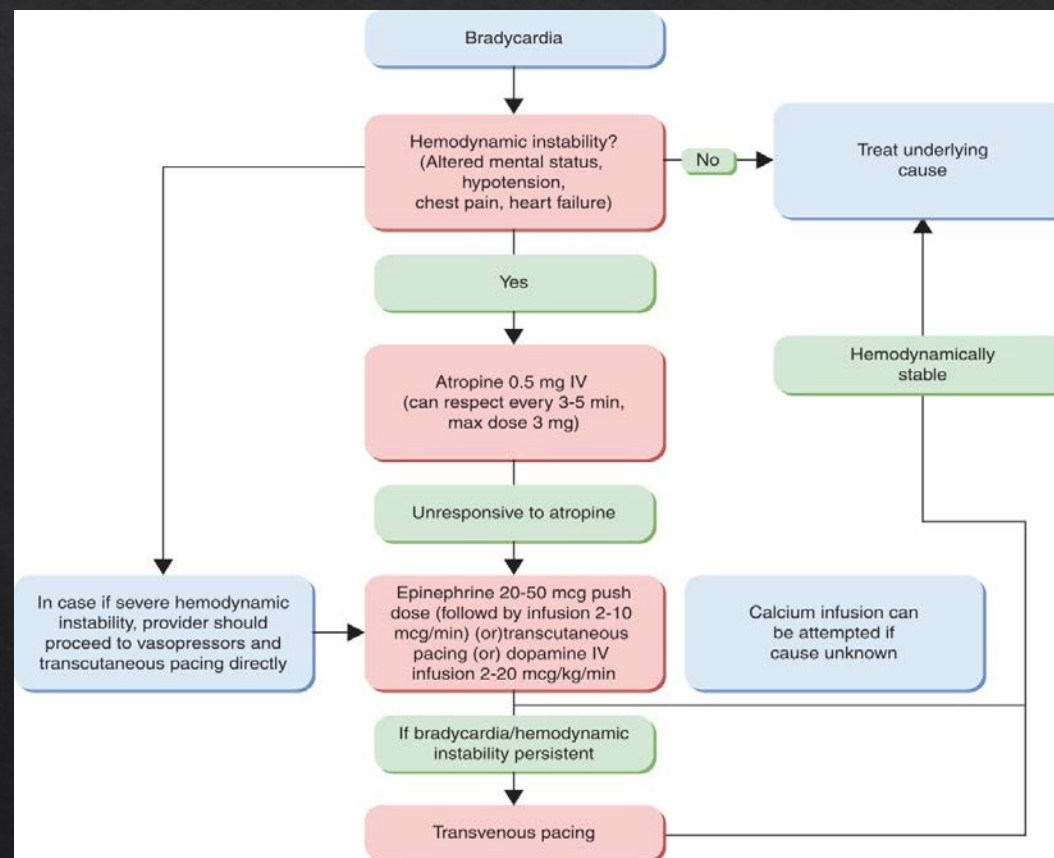 Bradycardia
Hemodynamic instability?
(Altered mental status,
hypotension,
chest pain, heart failure)
No
Treat underlying
cause
Yes
Atropine 0.5 mg IV
(can respect every 3-5 min,
max dose 3 mg)
Hemodynamically
stable
Unresponsive to atropine
In case if severe hemodynamic
instability, provider should
proceed to vasopressors and
transcutaneous pacing directly
Epinephrine 20-50 mcg push
dose (followd by infusion 2-10
mcg/min) (or)transcutaneous
pacing (or) dopamine IV
infusion 2-20 mcg/kg/min
Calcium infusion can
be attempted if
cause unknown
If bradycardia/hemodynamic
instability persistent
Transvenous pacing